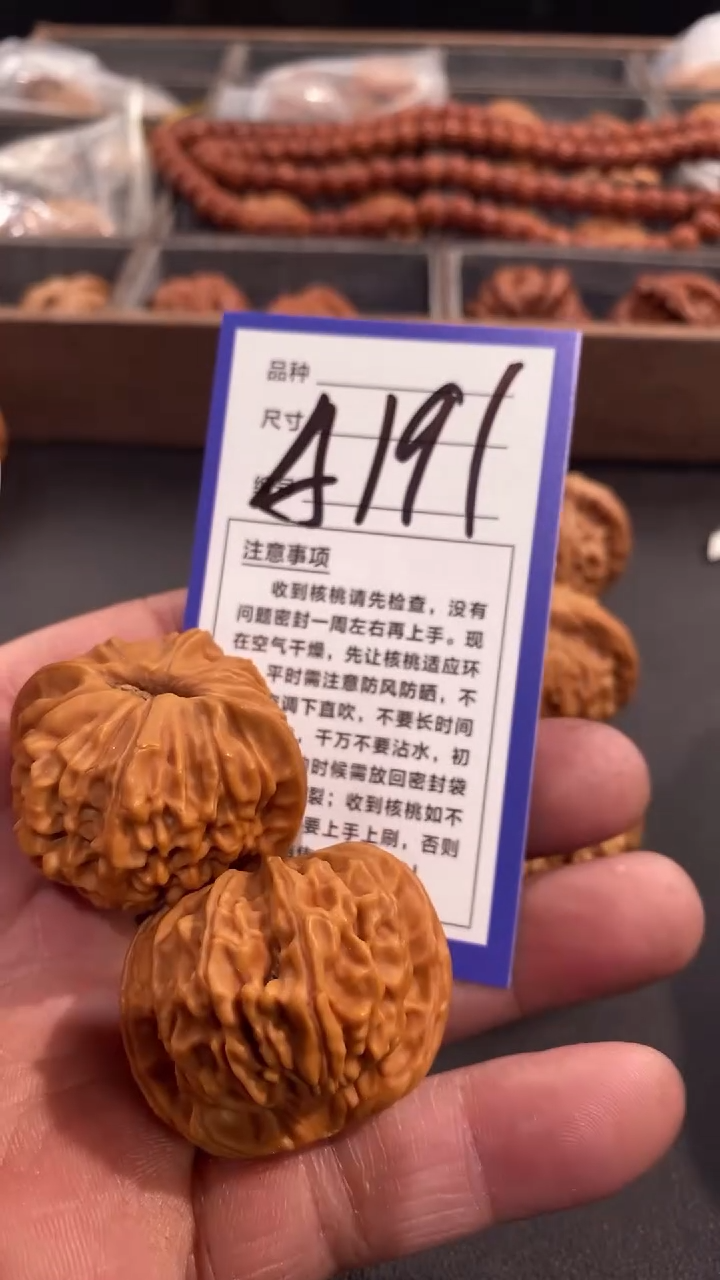 品种
尺寸
A191
注意事项
收到核桃请先检查，没有
问题密封一周左右再上手。现
在空气干燥，先让核桃适应环
平时需注意防风防晒，不
调下直吹，不要长时间
，千万不要沾水，初
时候需放回密封袋
裂；收到核桃如不
要上手上刷，否则
！